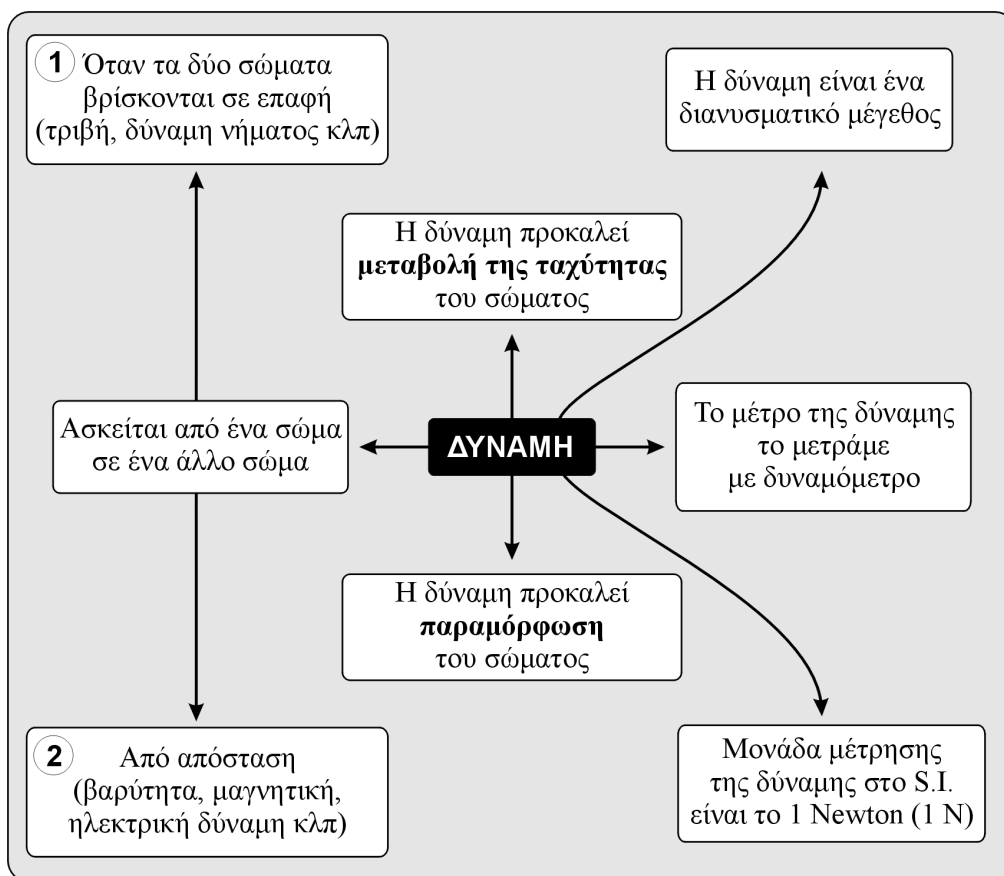 1 Όταν τα δύο σώματα
βρίσκονται σε επαφή
(τριβή, δύναμη νήματος κλπ)
Η δύναμη είναι ένα
διανυσματικό μέγεθος
Η δύναμη προκαλεί
μεταβολή της ταχύτητας
του σώματος
Ασκείται από ένα σώμα
σε ένα άλλο σώμα
ΔΥΝΑΜΗ
Το μέτρο της δύναμης
το μετράμε
με δυναμόμετρο
Η δύναμη προκαλεί
παραμόρφωση
του σώματος
2 Από απόσταση
(βαρύτητα, μαγνητική,
ηλεκτρική δύναμη κλπ)
Μονάδα μέτρησης
της δύναμης στο S.I.
είναι το 1 Newton (1 N)